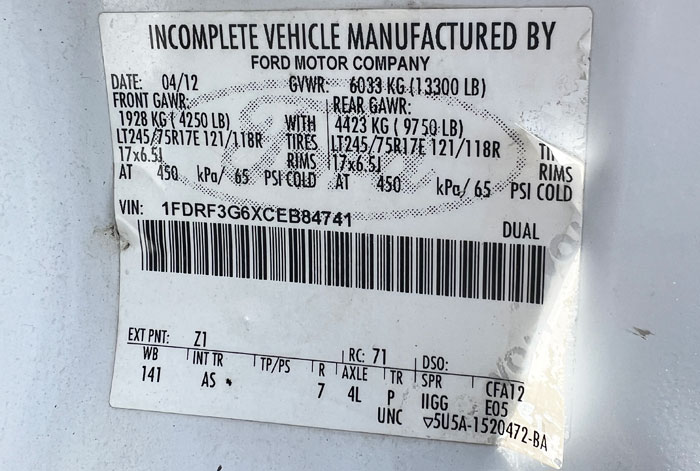 INCOMPLETE VEHICLE MANUFACTURED BY
FORD MOTOR COMPANY
DATE: 04/12 GVWR: 6033 KG (13300 LB)
FRONT GAWR: REAR GAWR:
1928 KG (4250 LB) WITH 4423 KG (9750 LB)
LT245/75R17E 121/118R TIRES LT245/75R17E 121/118R
17x6.5J RIMS 17x6.5J RIMS
AT 450 kPa/ 65 PSI COLD AT 450 kPa/ 65 PSI COLD
VIN: 1FDRF3G6XCEB84741
DUAL
EXT PNT: Z1 RC: 71 DSO:
WB INT TR TP/PS R AXLE TR SPR CFA12
141 AS 7 4L P IIGG E05
UNC ▽5U5A-1520472-BA